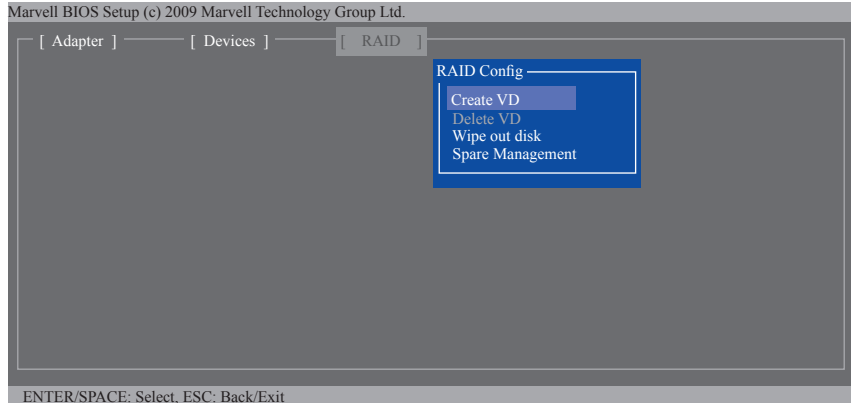 Marvell BIOS Setup (c) 2009 Marvell Technology Group Ltd.
[ Adapter ] [ Devices ] [ RAID ]
RAID Config
Create VD
Delete VD
Wipe out disk
Spare Management
ENTER/SPACE: Select, ESC: Back/Exit